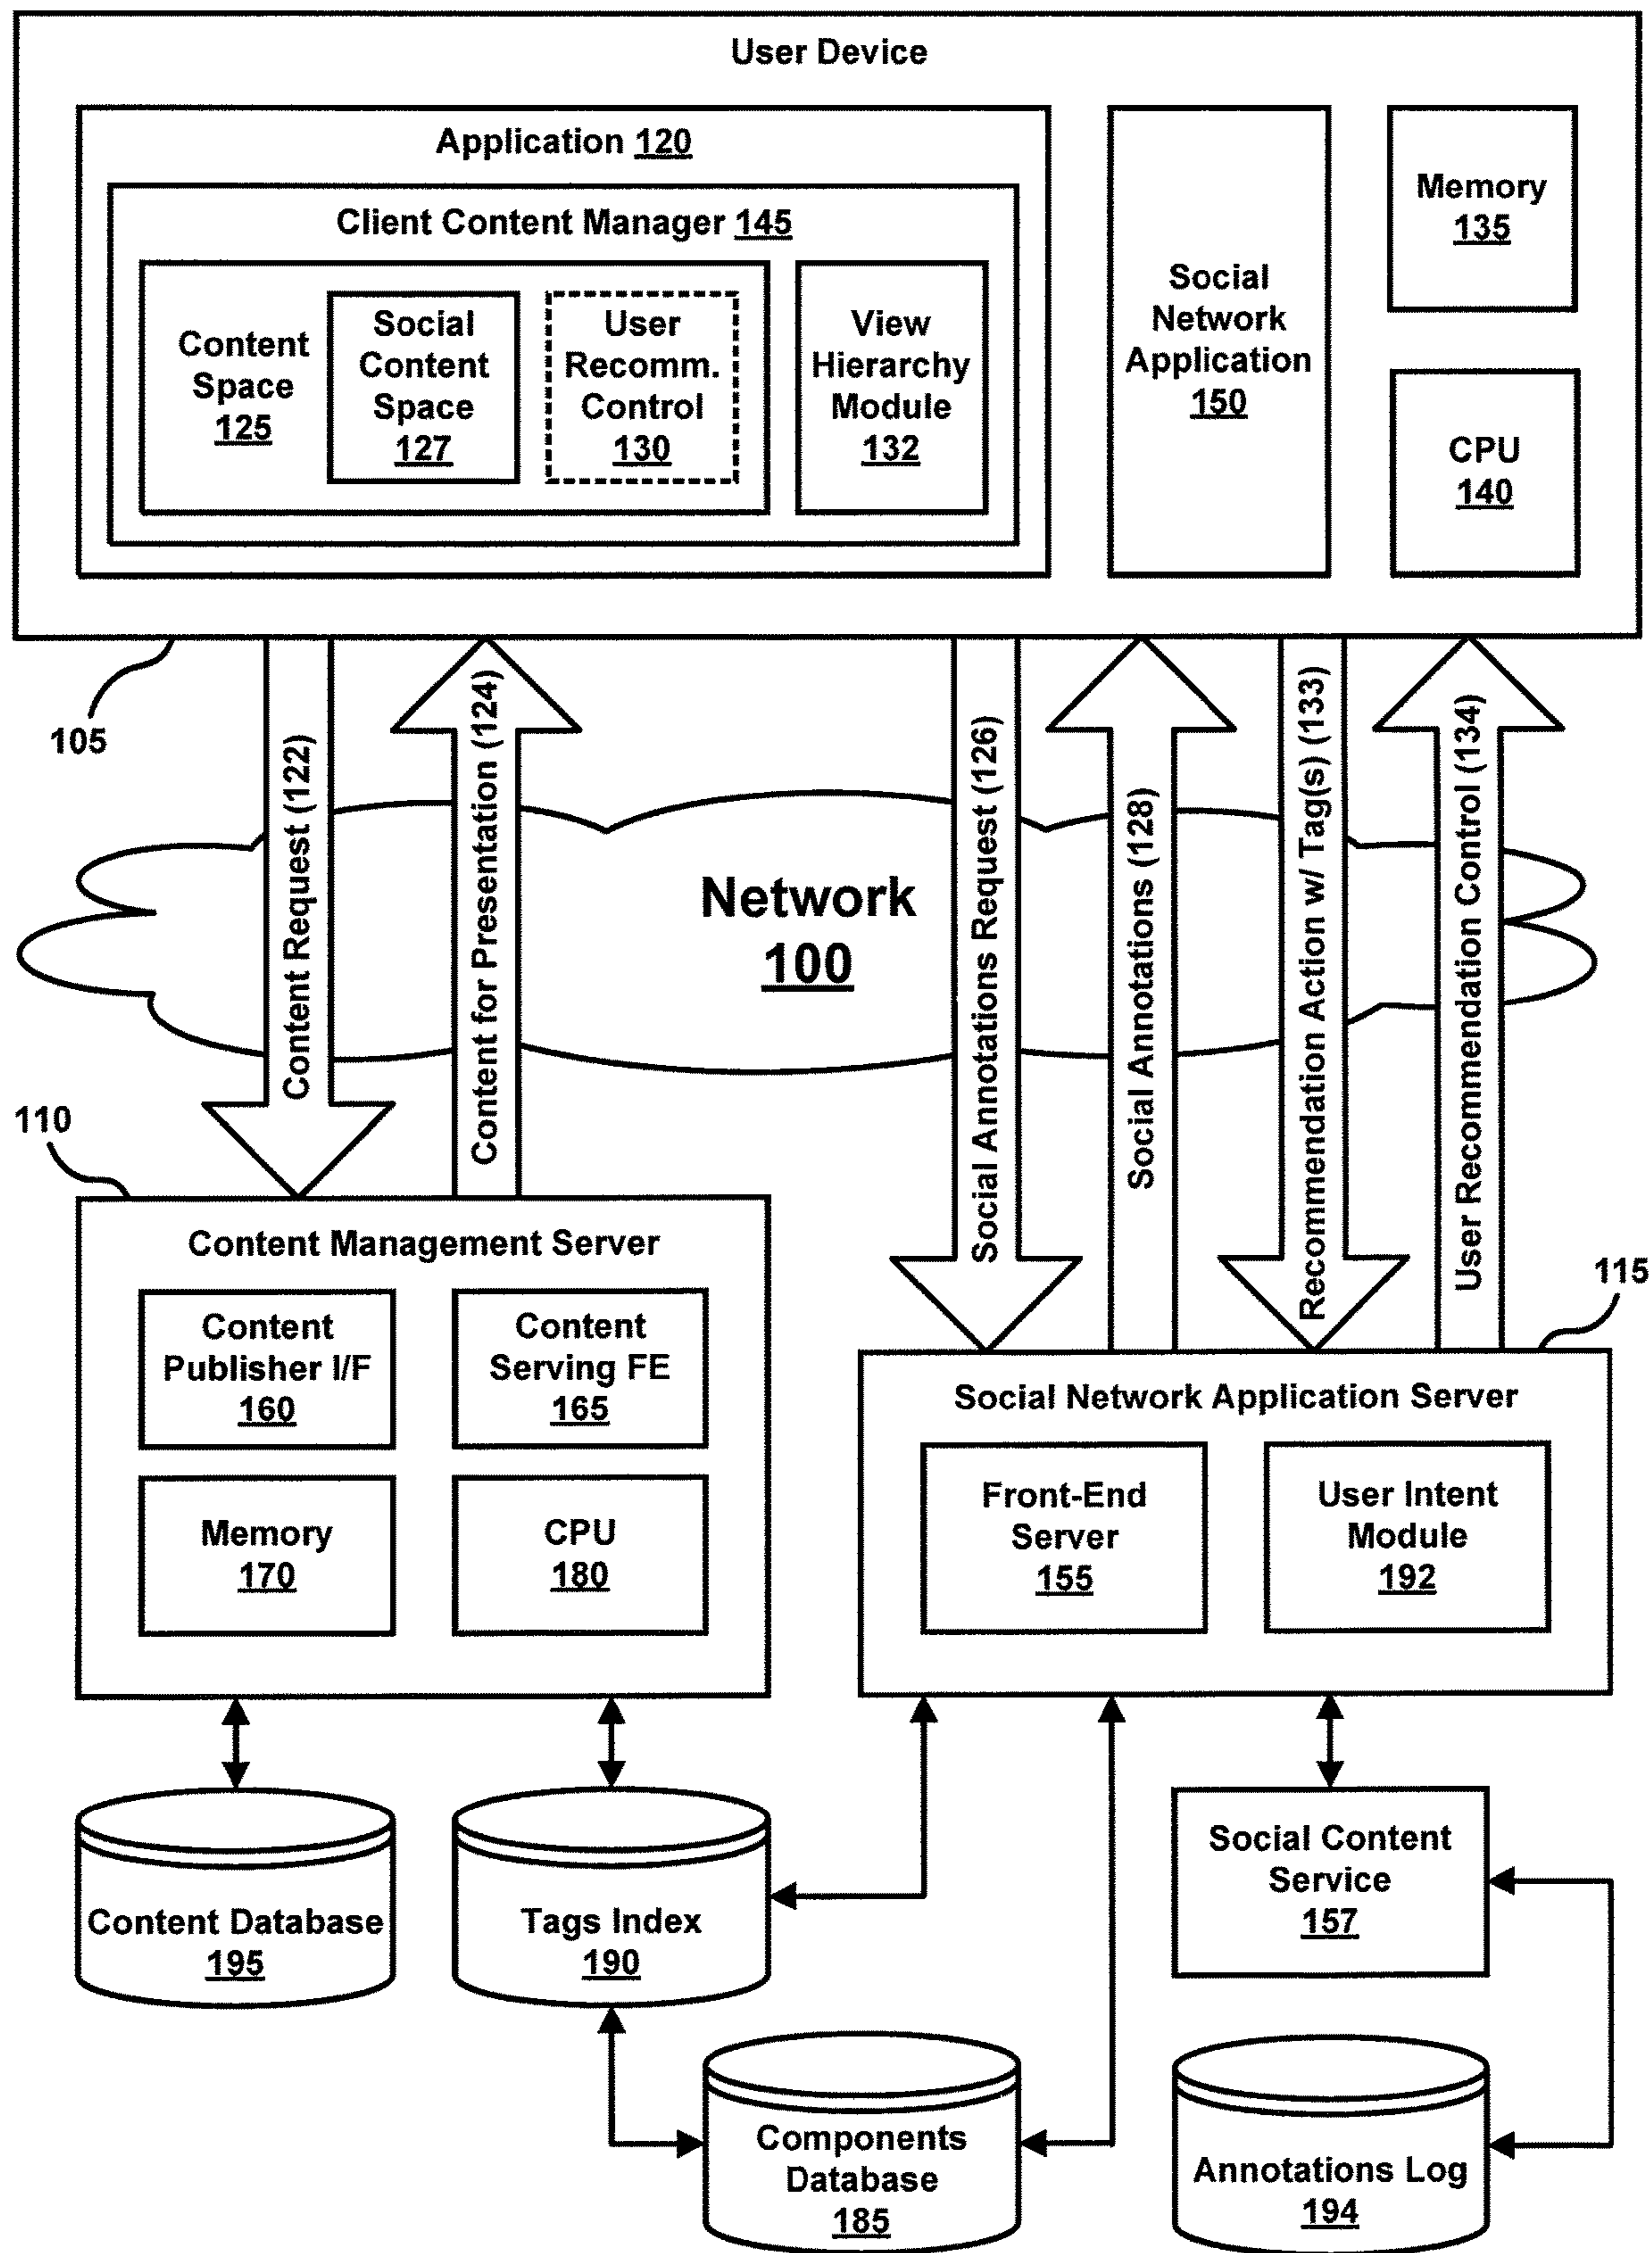 User Device
Application 120
Client Content Manager 145
Content
Space
125
Social
Content
Space
127
User
Recomm.
Control
130
View
Hierarchy
Module
132
Social
Network
Application
150
Memory
135
CPU
140
105
Content Request (122)
Content for Presentation (124)
Network
100
Social Annotations Request (126)
Social Annotations (128)
Recommendation Action w/ Tag(s) (133)
User Recommendation Control (134)
110
Content Management Server
Content
Publisher I/F
160
Content
Serving FE
165
Memory
170
CPU
180
115
Social Network Application Server
Front-End
Server
155
User Intent
Module
192
Content Database
195
Tags Index
190
Social Content
Service
157
Components
Database
185
Annotations Log
194